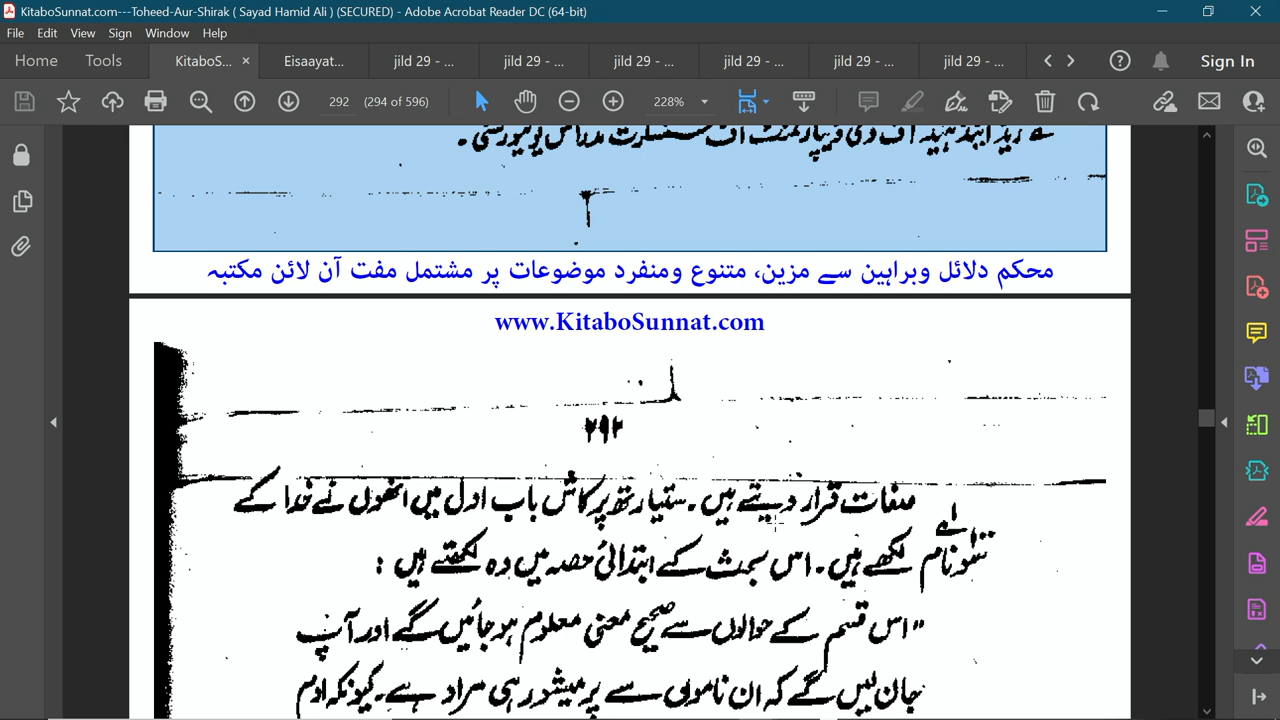 KitaboSunnat.com---Toheed-Aur-Shirak ( Sayad Hamid Ali ) (SECURED) - Adobe Acrobat Reader DC (64-bit)
File Edit View Sign Window Help
Home Tools KitaboS... × Eisaayat... jild 29 - ... jild 29 - ... jild 29 - ... jild 29 - ... jild 29 - ... jild 29 - ... Sign In
292 (294 of 596) 228%
محکم دلائل وبراہین سے مزین، متنوع ومنفرد موضوعات پر مشتمل مفت آن لائن مکتبہ
www.KitaboSunnat.com
۲۹۲
صفات قرار دیتے ہیں۔ ستیارتھ پرکاش باب اول میں انھوں نے خدا کے
سو نام لکھے ہیں۔ اس بحث کے ابتدائی حصہ میں وہ لکھتے ہیں :
"اس قسم کے حوالوں سے صحیح معنی معلوم ہو جائیں گے اور آپ
جان لیں گے کہ ان ناموں سے پرمیشور ہی مراد ہے۔ کیونکہ اوم